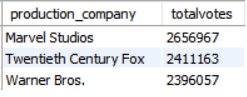 production_company totalvotes
Marvel Studios 2656967
Twentieth Century Fox 2411163
Warner Bros. 2396057